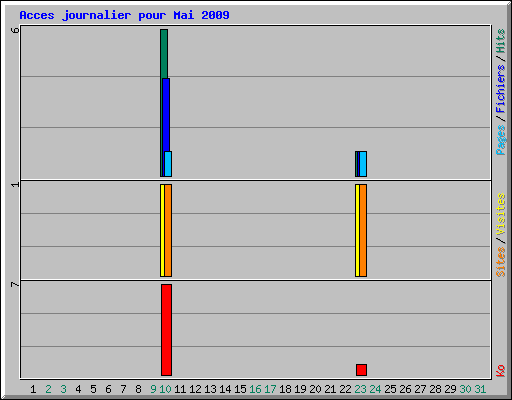 Acces journalier pour Mai 2009
6
1
7
Pages / Fichiers / Hits
Sites / Visites
Ko
1 2 3 4 5 6 7 8 9 10 11 12 13 14 15 16 17 18 19 20 21 22 23 24 25 26 27 28 29 30 31